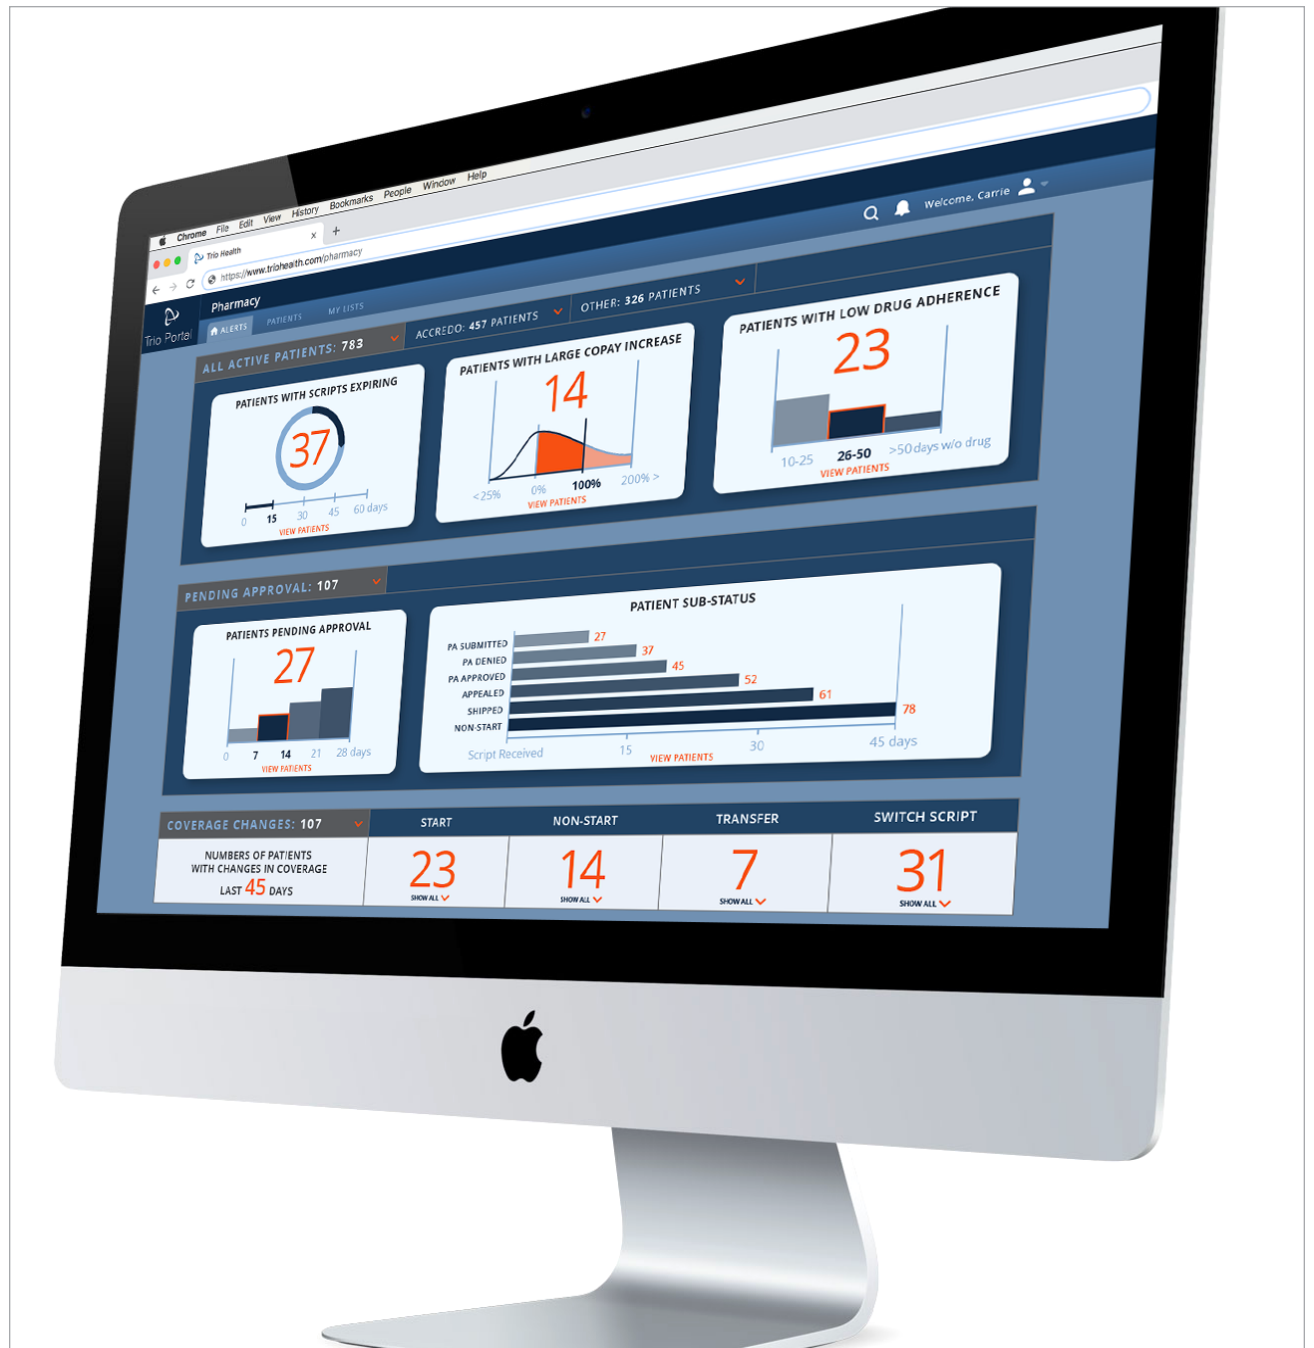 Chrome File Edit View History Bookmarks People Window Help
Trio Health x +
https://www.triohealth.com/pharmacy
Trio Portal
Pharmacy
Welcome, Carrie
ALERTS PATIENTS MY LISTS
ALL ACTIVE PATIENTS: 783
ACCREDO: 457 PATIENTS
OTHER: 326 PATIENTS
PATIENTS WITH SCRIPTS EXPIRING
37
0 15 30 45 60 days
VIEW PATIENTS
PATIENTS WITH LARGE COPAY INCREASE
14
<25% 0% 100% 200% >
VIEW PATIENTS
PATIENTS WITH LOW DRUG ADHERENCE
23
10-25 26-50 >50 days w/o drug
VIEW PATIENTS
PENDING APPROVAL: 107
PATIENTS PENDING APPROVAL
27
0 7 14 21 28 days
VIEW PATIENTS
PATIENT SUB-STATUS
PA SUBMITTED 27
PA DENIED 37
PA APPROVED 45
APPEALED 52
SHIPPED 61
NON-START 78
Script Received 15 30 45 days
VIEW PATIENTS
COVERAGE CHANGES: 107
START NON-START TRANSFER SWITCH SCRIPT
NUMBERS OF PATIENTS
WITH CHANGES IN COVERAGE
LAST 45 DAYS
23 14 7 31
SHOW ALL SHOW ALL SHOW ALL SHOW ALL